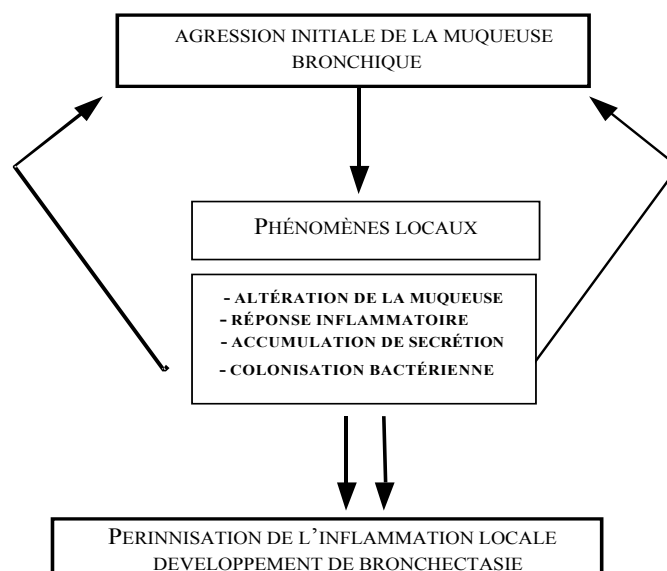 AGRESSION INITIALE DE LA MUQUEUSE
BRONCHIQUE
PHÉNOMÈNES LOCAUX
- ALTÉRATION DE LA MUQUEUSE
- RÉPONSE INFLAMMATOIRE
- ACCUMULATION DE SECRÉTION
- COLONISATION BACTÉRIENNE
PERINNISATION DE L'INFLAMMATION LOCALE
DEVELOPPEMENT DE BRONCHECTASIE